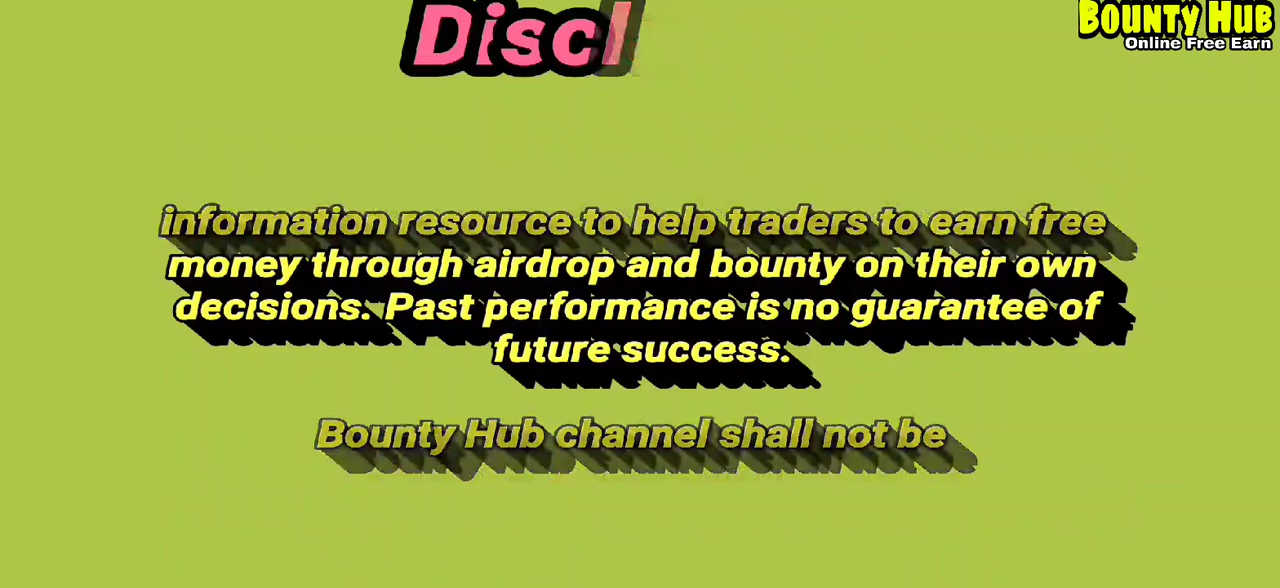 Discl
BOUNTY HUB
Online Free Earn
information resource to help traders to earn free
money through airdrop and bounty on their own
decisions. Past performance is no guarantee of
future success.
Bounty Hub channel shall not be